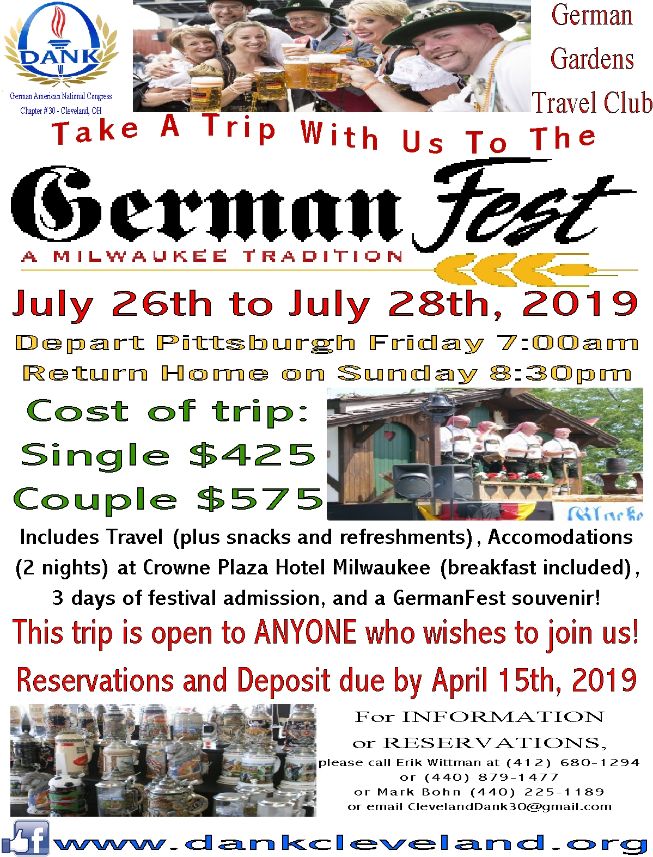 DANK
German American National Congress
Chapter #30 - Cleveland, OH
German
Gardens
Travel Club
Take A Trip With Us To The
German Fest
A MILWAUKEE TRADITION
July 26th to July 28th, 2019
Depart Pittsburgh Friday 7:00am
Return Home on Sunday 8:30pm
Cost of trip:
Single $425
Couple $575
Includes Travel (plus snacks and refreshments), Accomodations
(2 nights) at Crowne Plaza Hotel Milwaukee (breakfast included),
3 days of festival admission, and a GermanFest souvenir!
This trip is open to ANYONE who wishes to join us!
Reservations and Deposit due by April 15th, 2019
For INFORMATION
or RESERVATIONS,
please call Erik Wittman at (412) 680-1294
or (440) 879-1477
or Mark Bohn (440) 225-1189
or email ClevelandDank30@gmail.com
f www.dankcleveland.org